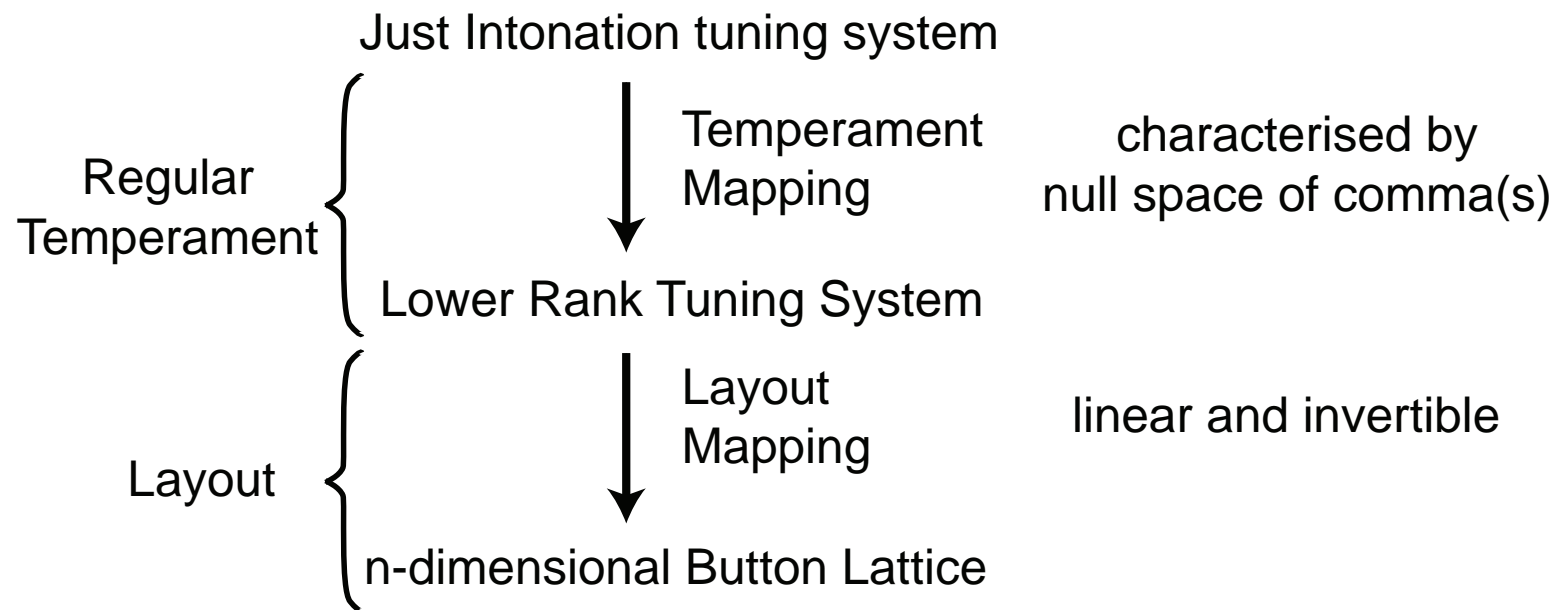 Just Intonation tuning system
Regular
Temperament
Temperament
Mapping
characterised by
null space of comma(s)
Lower Rank Tuning System
Layout
Layout
Mapping
linear and invertible
n-dimensional Button Lattice